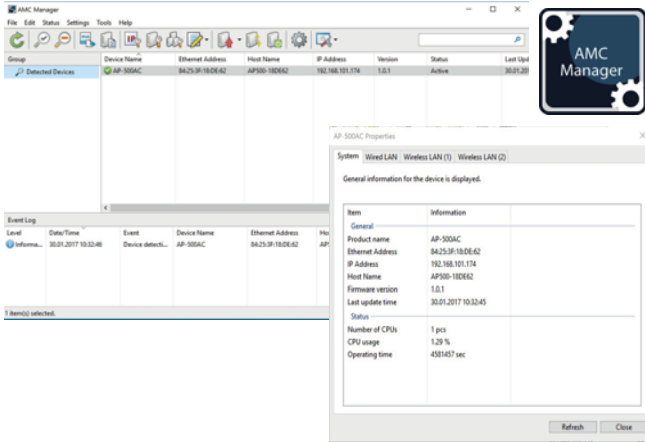 AMC Manager
File Edit Status Settings Tools Help
Group
Detected Devices
Device Name Ethernet Address Host Name IP Address Version Status Last Upd
AP-500AC 84:25:3F:18:DE:62 AP500-18DE62 192.168.101.174 1.0.1 Active 30.01.201
Event Log
Level Date/Time Event Device Name Ethernet Address Ho
Informa... 30.01.2017 10:32:46 Device detecti... AP-500AC 84:25:3F:18:DE:62 AP5
1 item(s) selected.
AMC
Manager
AP-500AC Properties
System Wired LAN Wireless LAN (1) Wireless LAN (2)
General information for the device is displayed.
Item Information
General
Product name AP-500AC
Ethernet Address 84:25:3F:18:DE:62
IP Address 192.168.101.174
Host Name AP500-18DE62
Firmware version 1.0.1
Last update time 30.01.2017 10:32:45
Status
Number of CPUs 1 pcs
CPU usage 1.29 %
Operating time 4581457 sec
Refresh Close